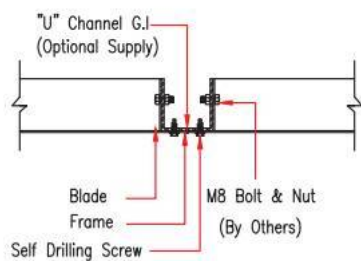 "U" Channel G.I
(Optional Supply)
Blade
Frame
Self Drilling Screw
M8 Bolt & Nut
(By Others)